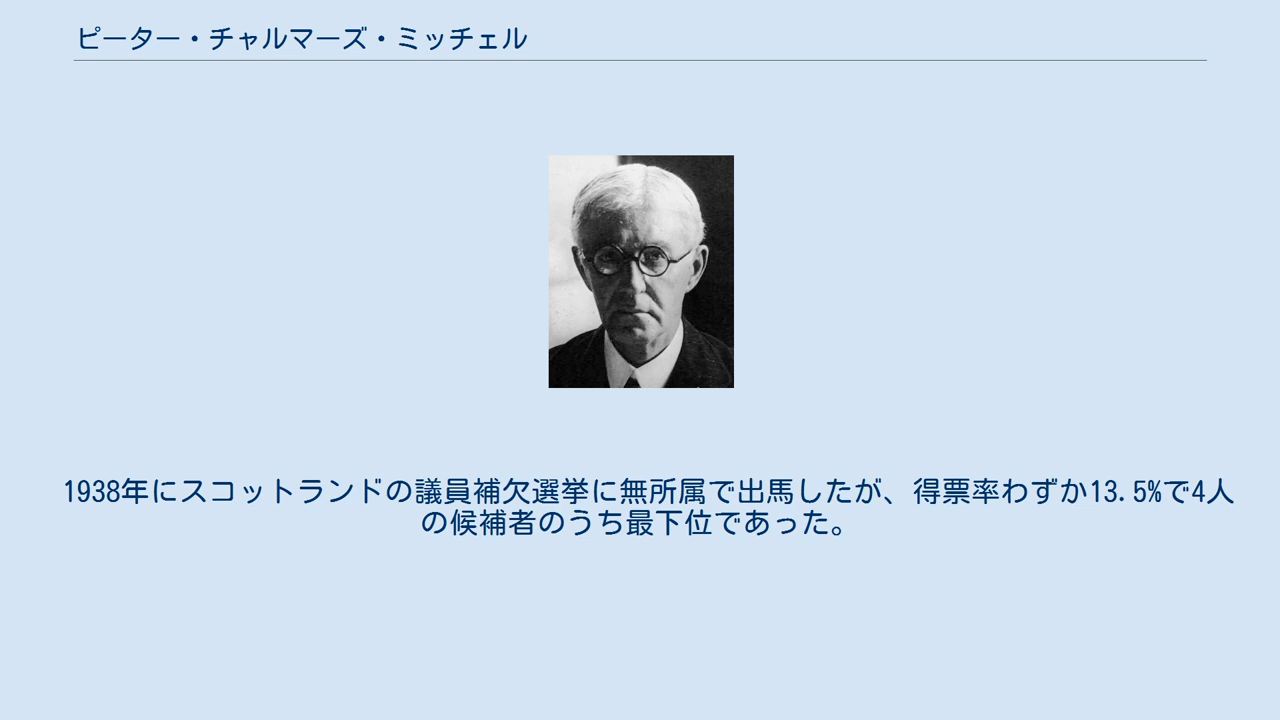 ピーター・チャルマーズ・ミッチェル
1938年にスコットランドの議員補欠選挙に無所属で出馬したが、得票率わずか13.5%で4人
の候補者のうち最下位であった。